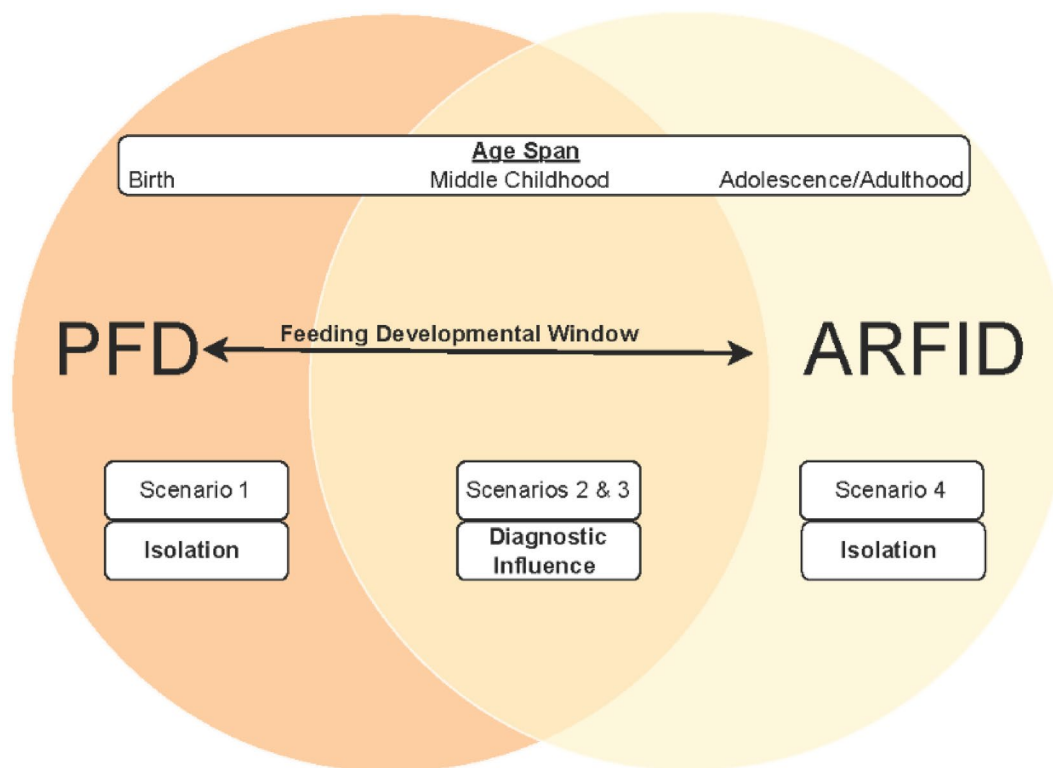 Age Span
Birth Middle Childhood Adolescence/Adulthood
Feeding Developmental Window
PFD ARFID
Scenario 1 Scenarios 2 & 3 Scenario 4
Isolation Diagnostic Influence Isolation